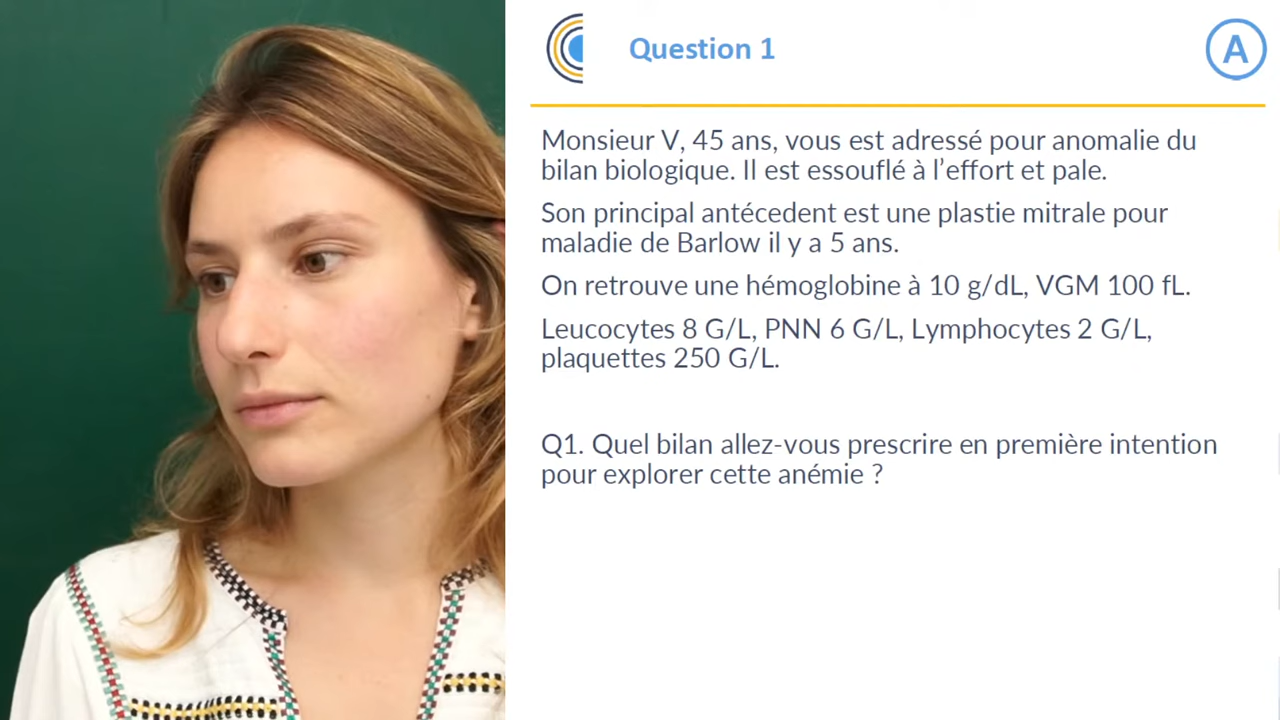 Question 1
A
Monsieur V, 45 ans, vous est adressé pour anomalie du
bilan biologique. Il est essouflé à l’effort et pale.
Son principal antécedent est une plastie mitrale pour
maladie de Barlow il y a 5 ans.
On retrouve une hémoglobine à 10 g/dL, VGM 100 fL.
Leucocytes 8 G/L, PNN 6 G/L, Lymphocytes 2 G/L,
plaquettes 250 G/L.
Q1. Quel bilan allez-vous prescrire en première intention
pour explorer cette anémie ?